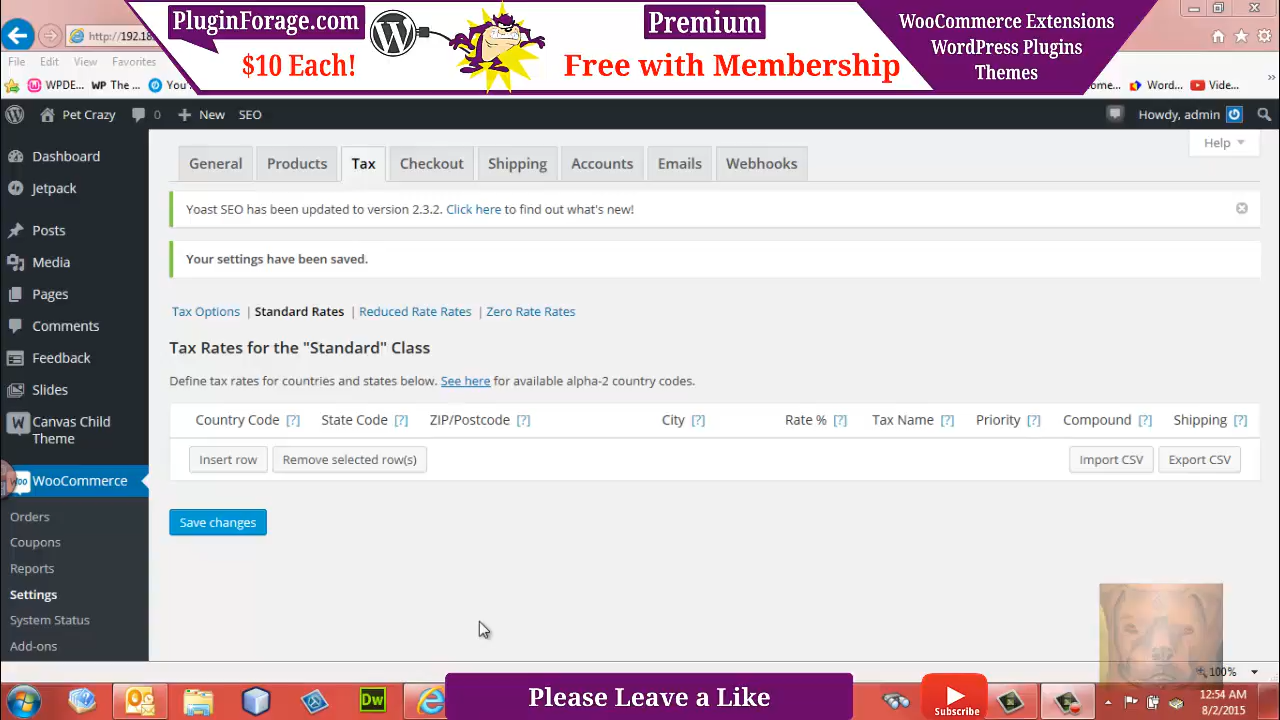 PluginForage.com
$10 Each!
Premium
Free with Membership
WooCommerce Extensions
WordPress Plugins
Themes
http://192.18
File Edit View Favorites
WPDE... WP The ... You
ome... Word... Vide...
Pet Crazy 0 New SEO
Howdy, admin
Help
Dashboard
Jetpack
Posts
Media
Pages
Comments
Feedback
Slides
Canvas Child
Theme
WooCommerce
Orders
Coupons
Reports
Settings
System Status
Add-ons
General Products Tax Checkout Shipping Accounts Emails Webhooks
Yoast SEO has been updated to version 2.3.2. Click here to find out what's new!
Your settings have been saved.
Tax Options | Standard Rates | Reduced Rate Rates | Zero Rate Rates
Tax Rates for the "Standard" Class
Define tax rates for countries and states below. See here for available alpha-2 country codes.
Country Code [?] State Code [?] ZIP/Postcode [?] City [?] Rate % [?] Tax Name [?] Priority [?] Compound [?] Shipping [?]
Insert row Remove selected row(s) Import CSV Export CSV
Save changes
100%
Dw
Please Leave a Like
Subscribe
12:54 AM
8/2/2015